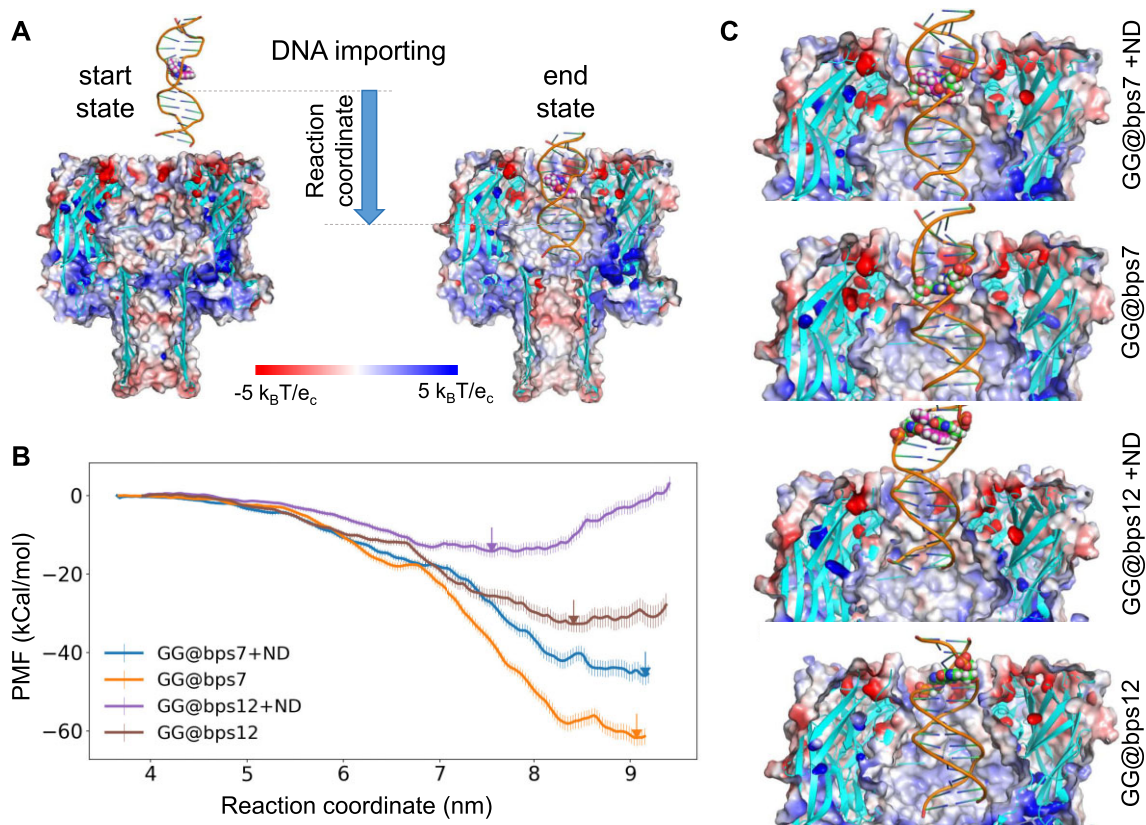 A
start
state
DNA importing
Reaction
coordinate
end
state
-5 kBT/ec
5 kBT/ec
B
PMF (kCal/mol)
0
−20
−40
−60
GG@bps7+ND
GG@bps7
GG@bps12+ND
GG@bps12
4
5
6
7
8
9
Reaction coordinate (nm)
C
GG@bps7 +ND
GG@bps7
GG@bps12 +ND
GG@bps12